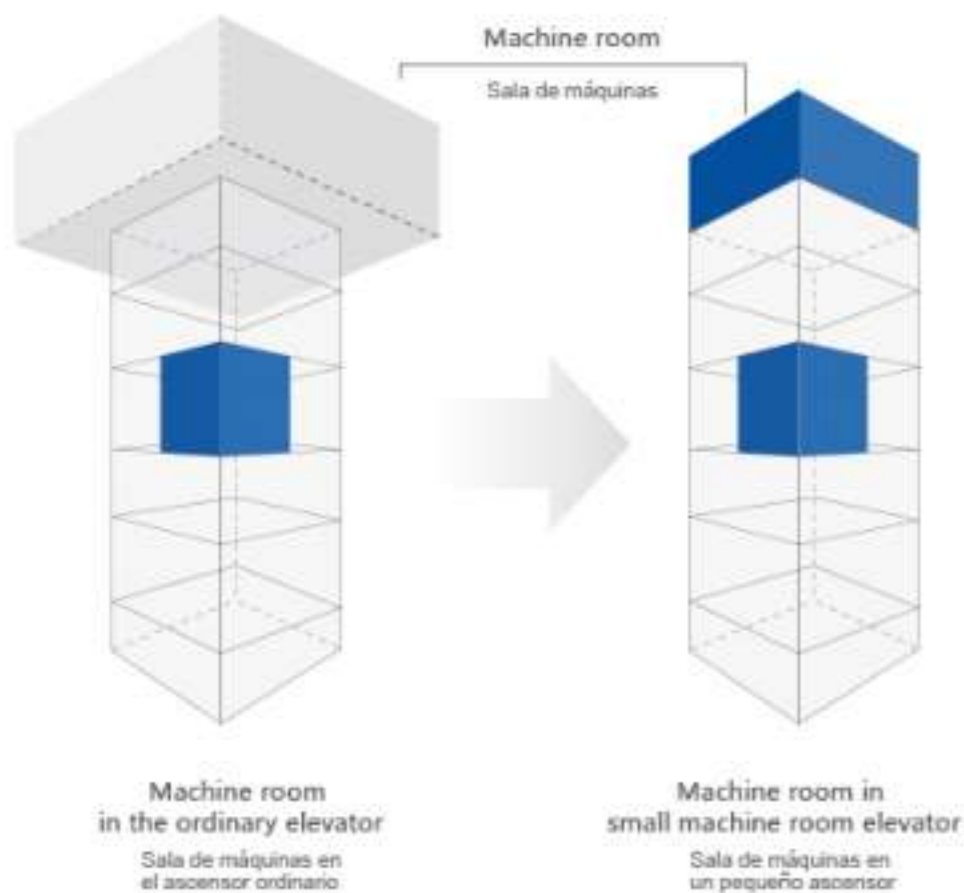 Machine room
Sala de máquinas
Machine room
in the ordinary elevator
Sala de máquinas en
el ascensor ordinario
Machine room in
small machine room elevator
Sala de máquinas en
un pequeño ascensor